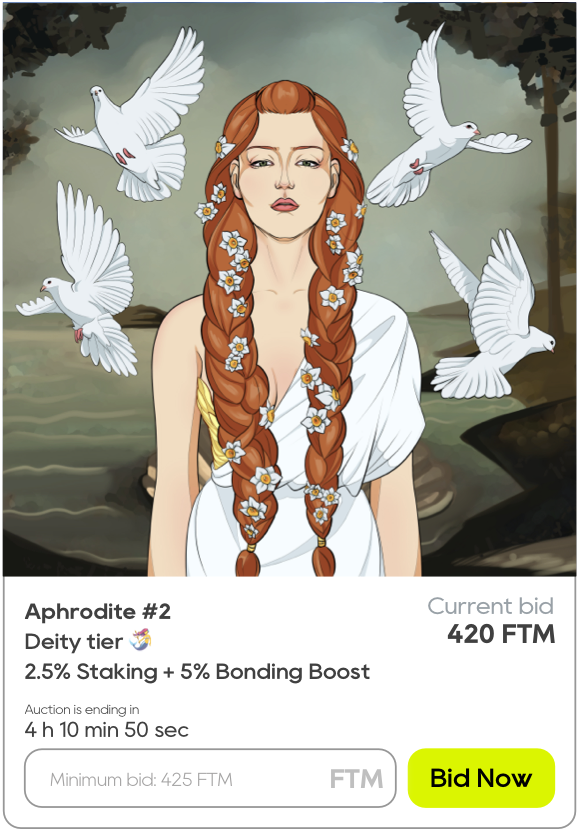 Aphrodite #2
Current bid
Deity tier 🧜‍♀️
420 FTM
2.5% Staking + 5% Bonding Boost
Auction is ending in
4 h 10 min 50 sec
Minimum bid: 425 FTM FTM
Bid Now